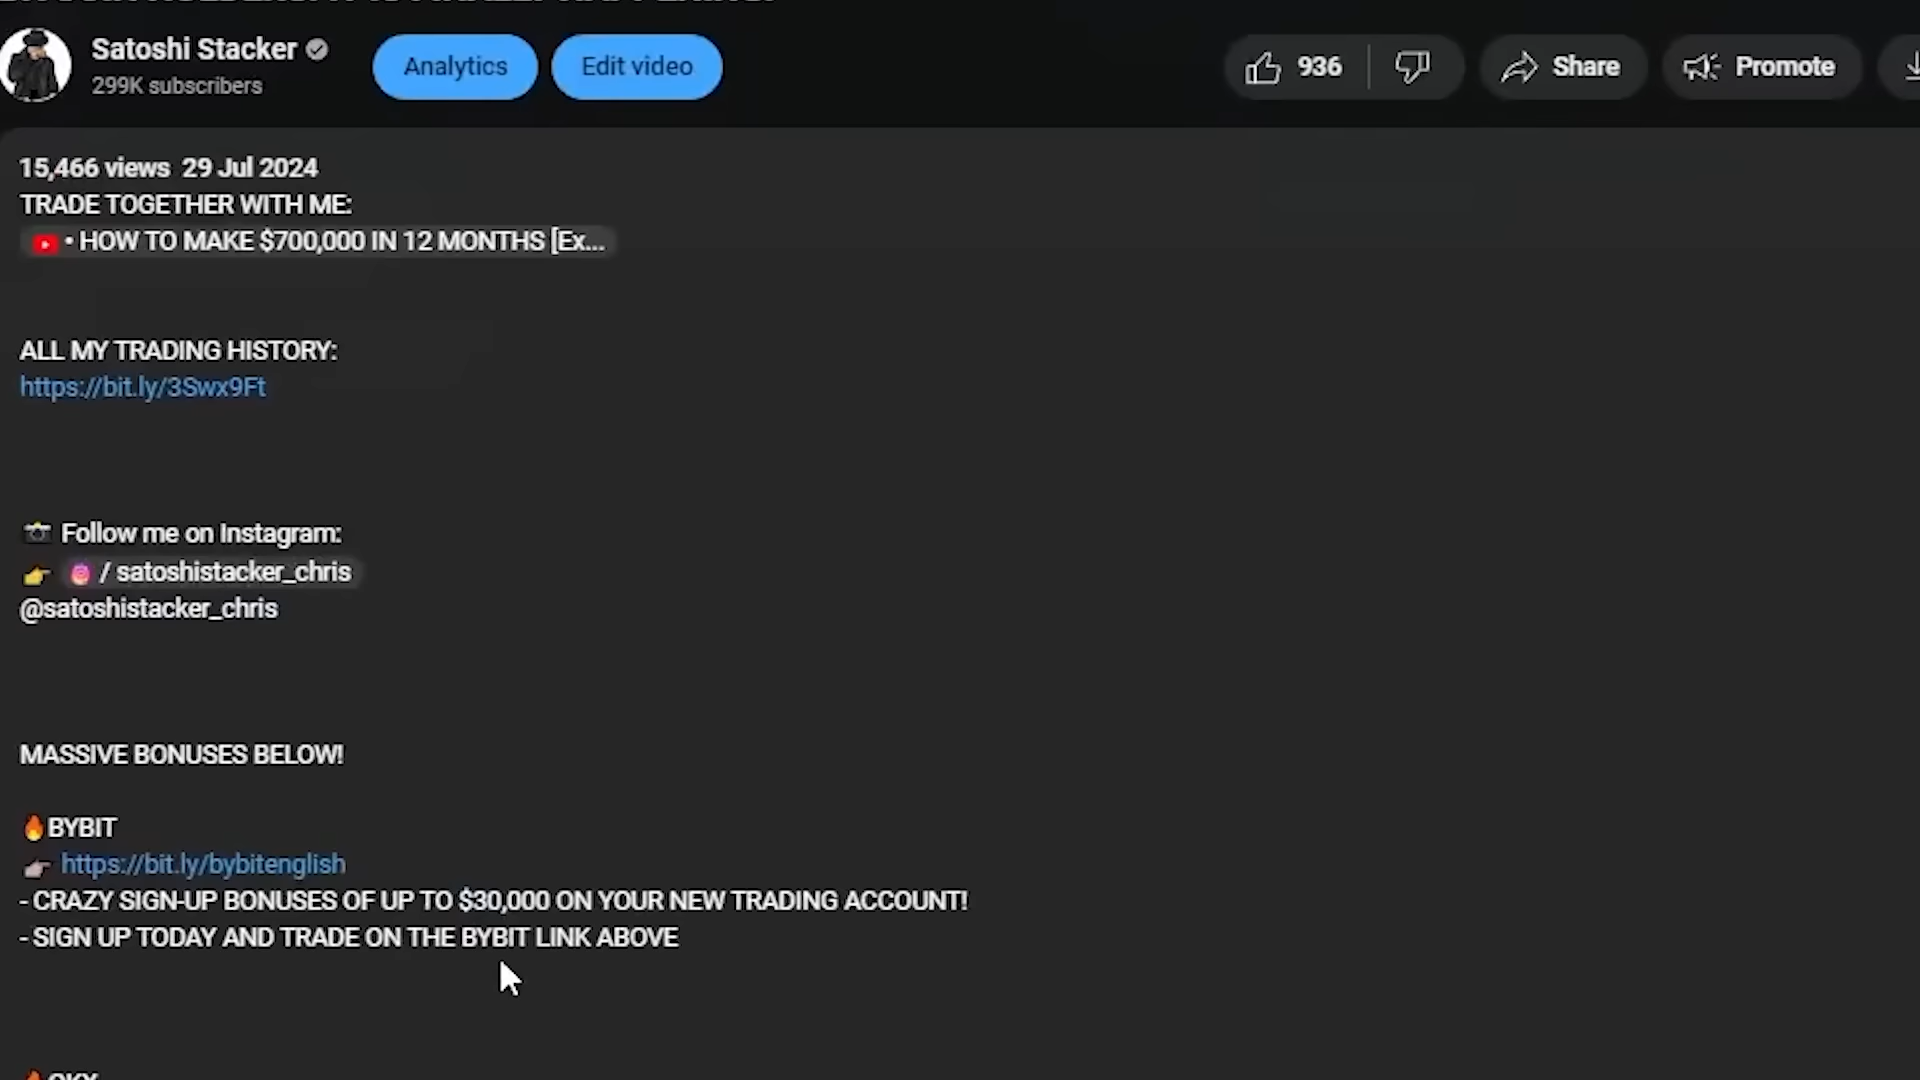 Satoshi Stacker
299K subscribers
Analytics
Edit video
936
Share
Promote
15,466 views 29 Jul 2024
TRADE TOGETHER WITH ME:
• HOW TO MAKE $700,000 IN 12 MONTHS [Ex...
ALL MY TRADING HISTORY:
https://bit.ly/3Swx9Ft
Follow me on Instagram:
/ satoshistacker_chris
@satoshistacker_chris
MASSIVE BONUSES BELOW!
BYBIT
https://bit.ly/bybitenglish
- CRAZY SIGN-UP BONUSES OF UP TO $30,000 ON YOUR NEW TRADING ACCOUNT!
- SIGN UP TODAY AND TRADE ON THE BYBIT LINK ABOVE